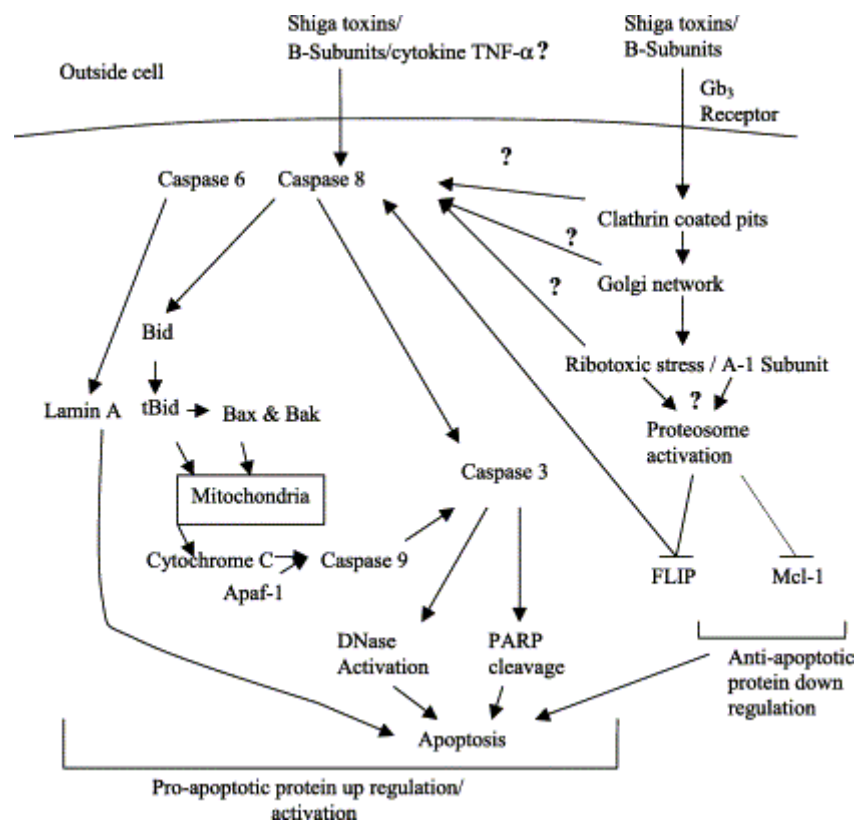 Shiga toxins/
B-Subunits/cytokine TNF-α ?
Shiga toxins/
B-Subunits
Outside cell
Gb₃
Receptor
?
Caspase 6
Caspase 8
Clathrin coated pits
?
Golgi network
?
Bid
Ribotoxic stress / A-1 Subunit
Lamin A
tBid
Bax & Bak
?
Proteosome
activation
Caspase 3
Mitochondria
Cytochrome C
Caspase 9
Apaf-1
FLIP
Mcl-1
DNase
Activation
PARP
cleavage
Anti-apoptotic
protein down
regulation
Apoptosis
Pro-apoptotic protein up regulation/
activation